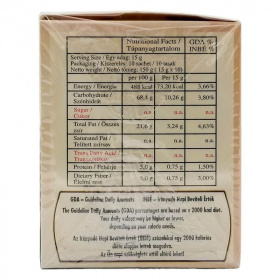 Nutritional Facts / GDA %
Tápanyagtartalom INBÉ %
Serving Size / Egy adag: 15 g
Packaging / Kiszerelés: 10 sachet / 10 tasak
Netto weight / Nettó tömeg: 150 g ( 15 g x 10)
per 100 g Per 15 g
Energy / Energia 488 kcal 73,20 kcal 3,66%
Carbohydrate / Szénhidrát 68,4 g 10,26 g 3,80%
Sugar / Cukor n.a n.a n.a
Total Fat / Összes zsír 21,6 g 3,24 g 4,63%
Saturated Fat / Telített zsírsav n.a n.a n.a
Trans Fatty Acid / n.a n.a n.a
Protein / Fehérje 5,0 g 0,75 g 1,50%
Dietary Fiber / Élelmi rost 5,0 g 0,75 g 3,00%
GDA = Guideline Daily Amounts INBÉ = Irányadó Napi Beviteli Érték
The Guideline Daily Amounts (GDA) percentages are based on a 2000 kcal diet.
Your daily values may be higher or lower,
depending on your calorie needs.
Az Irányadó Napi Beviteli Érték (INBÉ) százalékai egy 2000 kalóriás